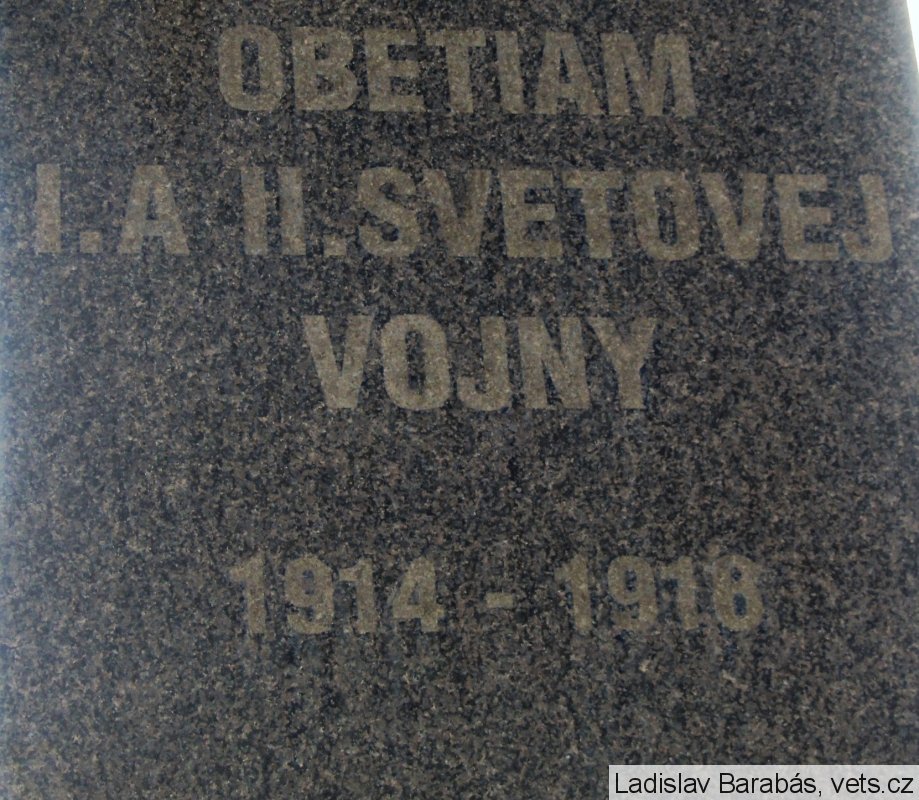 OBETIAM
I. A II. SVETOVEJ
VOJNY
1914 - 1918
Ladislav Barabás, vets.cz